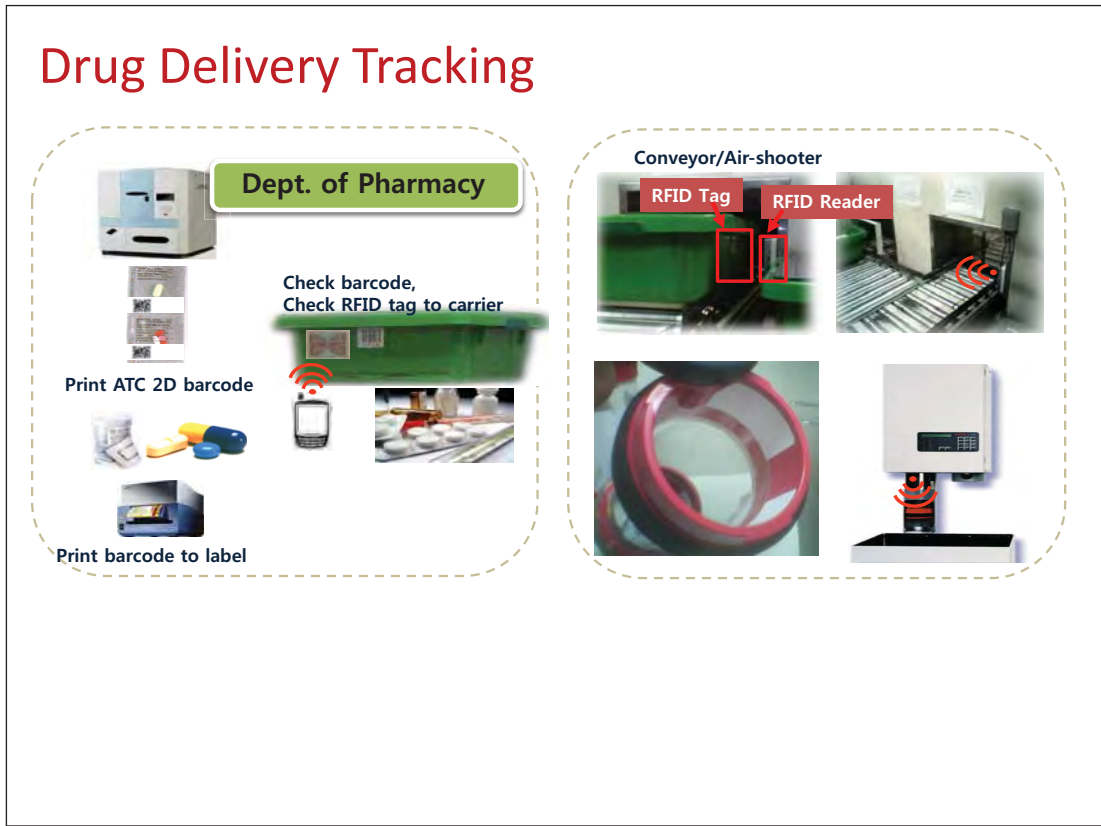 Drug Delivery Tracking
Dept. of Pharmacy
Check barcode,
Check RFID tag to carrier
Print ATC 2D barcode
Print barcode to label
Conveyor/Air-shooter
RFID Tag
RFID Reader